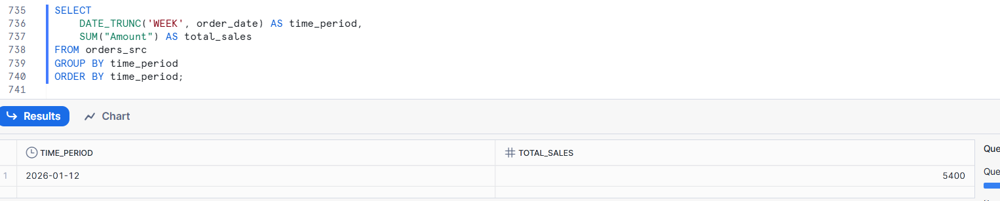 735 SELECT
736 DATE_TRUNC('WEEK', order_date) AS time_period,
737 SUM("Amount") AS total_sales
738 FROM orders_src
739 GROUP BY time_period
740 ORDER BY time_period;
741
Results Chart
TIME_PERIOD TOTAL_SALES Que
1 2026-01-12 5400 Que